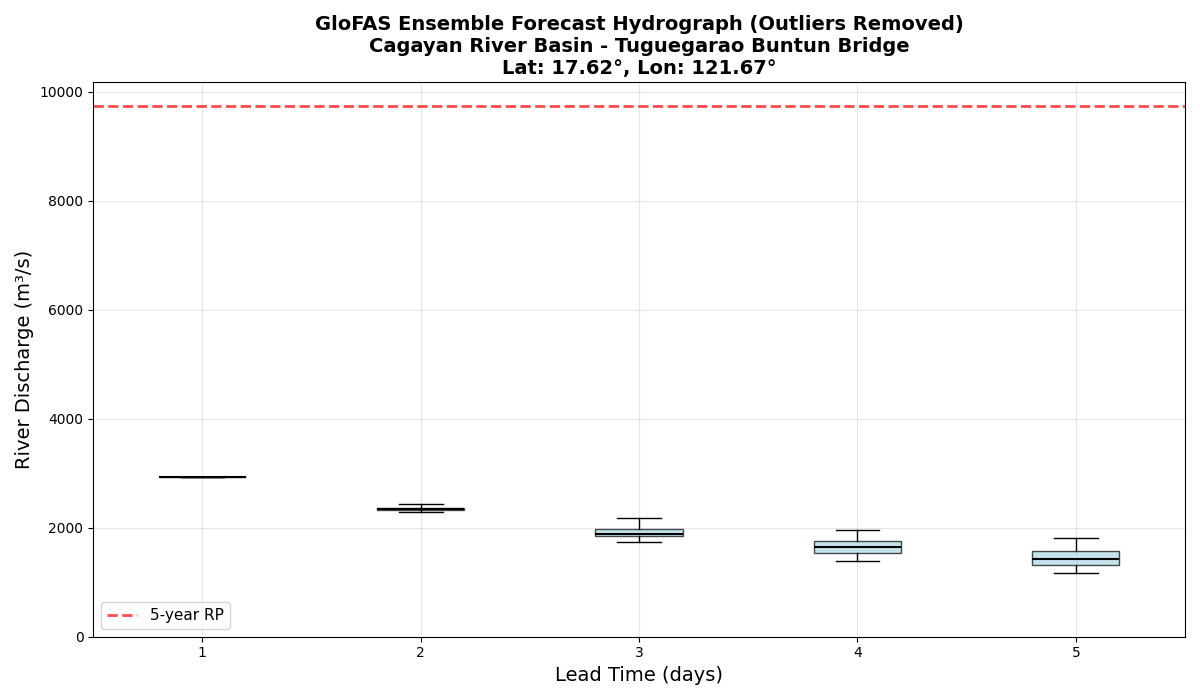 GloFAS Ensemble Forecast Hydrograph (Outliers Removed)
Cagayan River Basin - Tuguegarao Buntun Bridge
Lat: 17.62°, Lon: 121.67°
River Discharge (m³/s)
10000
8000
6000
4000
2000
0
5-year RP
1 2 3 4 5
Lead Time (days)